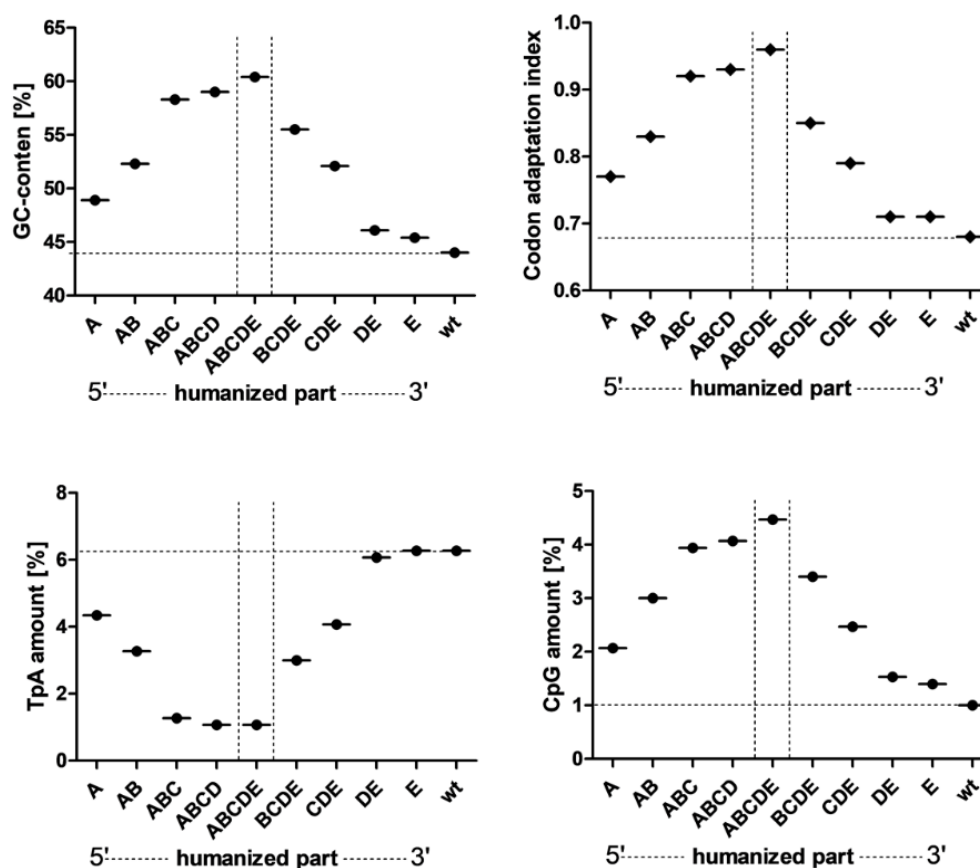 GC-conten [%]
65
60
55
50
45
40
A AB ABC ABCD ABCDE BCDE CDE DE E wt
5'------- humanized part ------3'
Codon adaptation index
1.0
0.9
0.8
0.7
0.6
A AB ABC ABCD ABCDE BCDE CDE DE E wt
5'------- humanized part ------3'
TpA amount [%]
8
6
4
2
0
A AB ABC ABCD ABCDE BCDE CDE DE E wt
5'------- humanized part ------3'
CpG amount [%]
5
4
3
2
1
0
A AB ABC ABCD ABCDE BCDE CDE DE E wt
5'------- humanized part ------3'